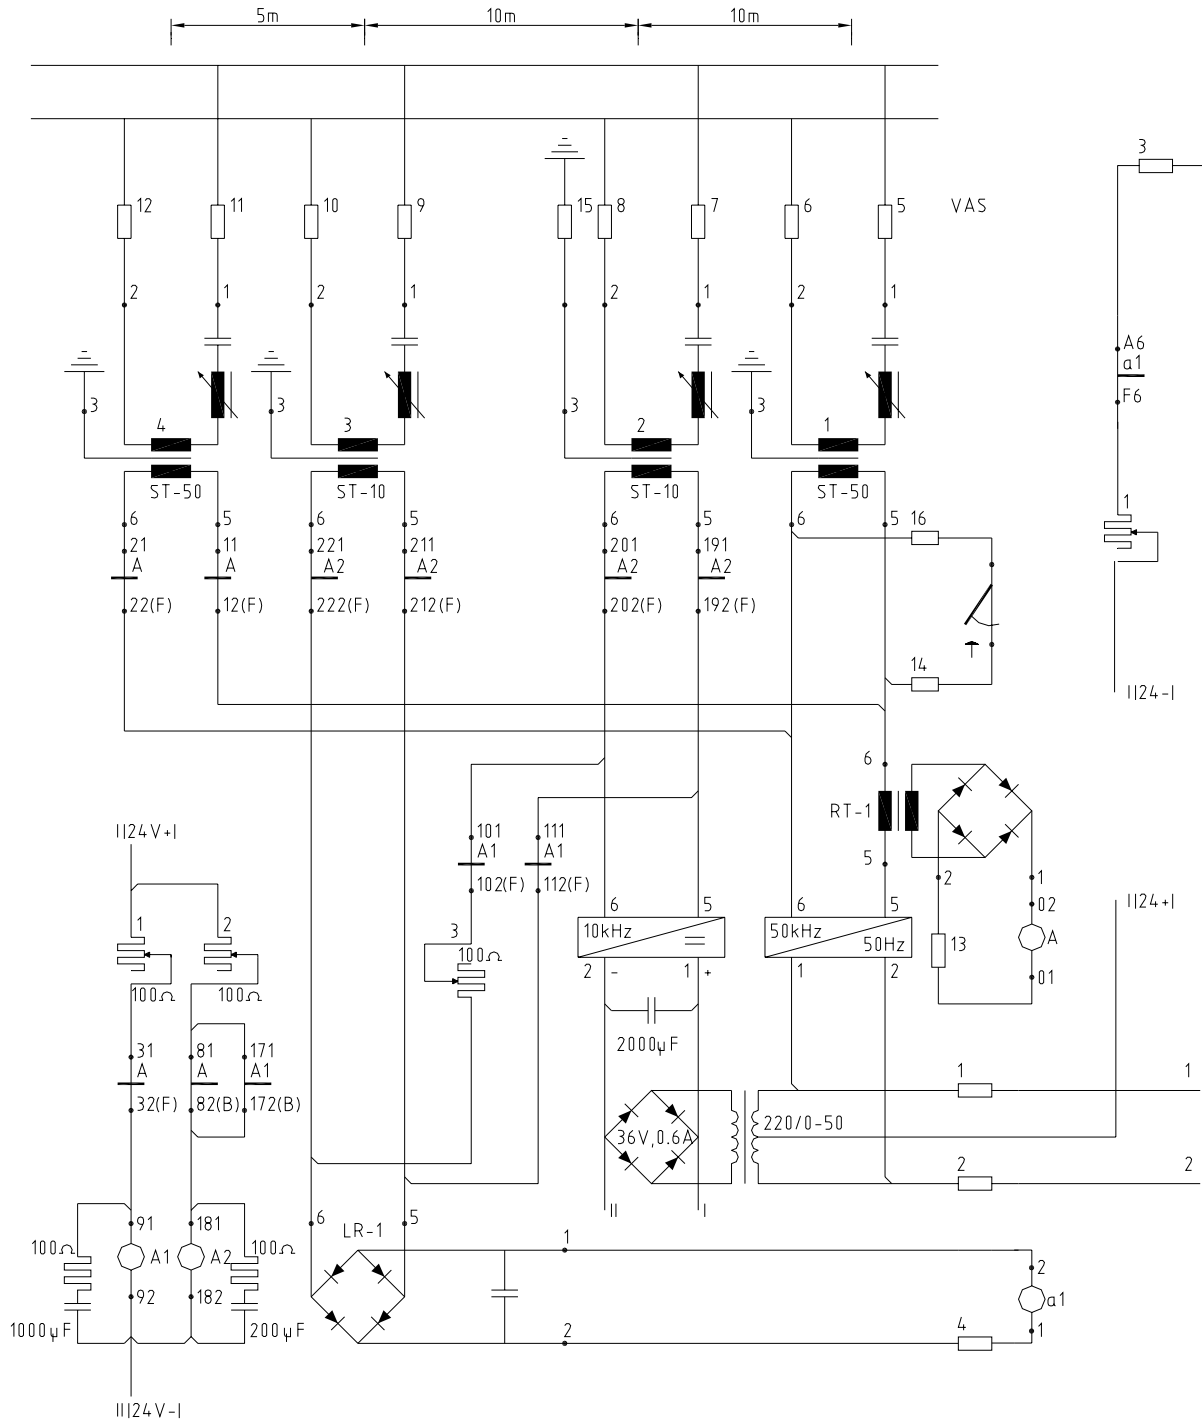 5m 10m 10m
3
12 11 10 9 15 8 7 6 5 VAS
2 1 2 1 2 1 2 1
A6
a1
F6
3 3 3 3
4 3 2 1
ST-50 ST-10 ST-10 ST-50
1
6 5 6 5 6 5 6 5 16
21 11 221 211 201 191
A A A2 A2 A2 A2
22(F) 12(F) 222(F) 212(F) 202(F) 192(F)
14
II24-I
6
RT-1
5
II24V+I
101 111
A1 A1
102(F) 112(F)
2 1
02
A
01
13
II24+I
1 2
100Ω 100Ω
3
100Ω
6 5 6 5
10kHz =
50kHz
50Hz
2 - 1 + 1 2
2000μF
31 81 171
A A A1
32(F) 82(B) 172(B)
1 1
36V,0.6A 220/0-50
2 2
II I
91 181
100Ω A1 A2 100Ω
92 182
1000μF 200μF
6 LR-1 5
1
2
a1
1
2 4
III24V-I